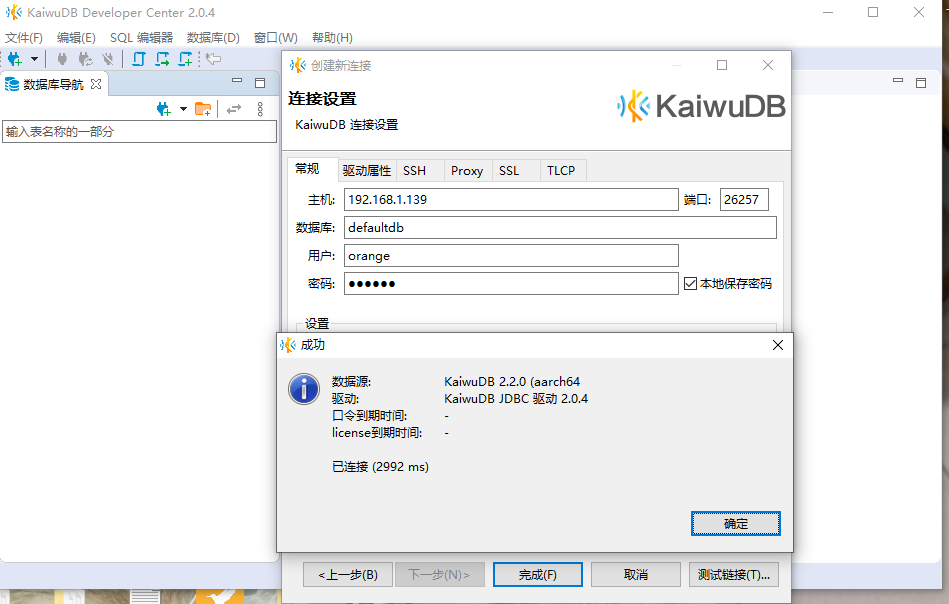 KaiwuDB Developer Center 2.0.4
文件(F) 编辑(E) SQL 编辑器 数据库(D) 窗口(W) 帮助(H)
数据库导航
输入表名称的一部分
创建新连接
连接设置
KaiwuDB 连接设置
KaiwuDB
常规 驱动属性 SSH Proxy SSL TLCP
主机: 192.168.1.139 端口: 26257
数据库: defaultdb
用户: orange
密码: ●●●●●● 本地保存密码
设置
成功
数据源: KaiwuDB 2.2.0 (aarch64
驱动: KaiwuDB JDBC 驱动 2.0.4
口令到期时间: -
license到期时间: -
已连接 (2992 ms)
确定
<上一步(B) 下一步(N)> 完成(F) 取消 测试链接(T)...